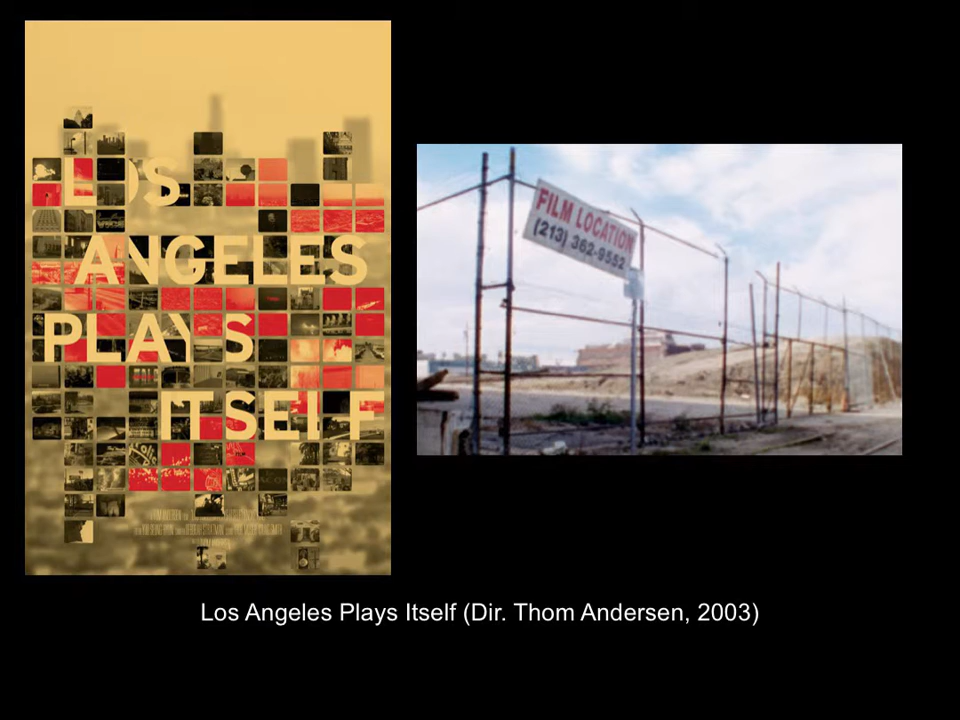 LOS
ANGELES
PLAYS
ITSELF
FILM LOCATION
(213) 362-9552
Los Angeles Plays Itself (Dir. Thom Andersen, 2003)